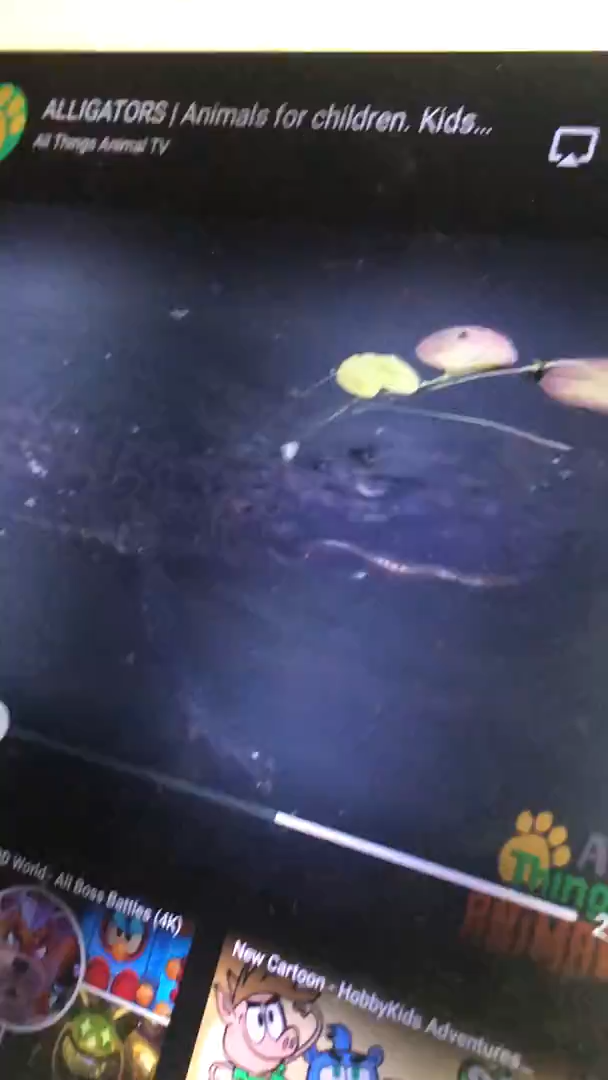 ALLIGATORS | Animals for children. Kids...
All Things Animal TV
World - All Boss Battles (4K)
New Cartoon - HobbyKids Adventures...